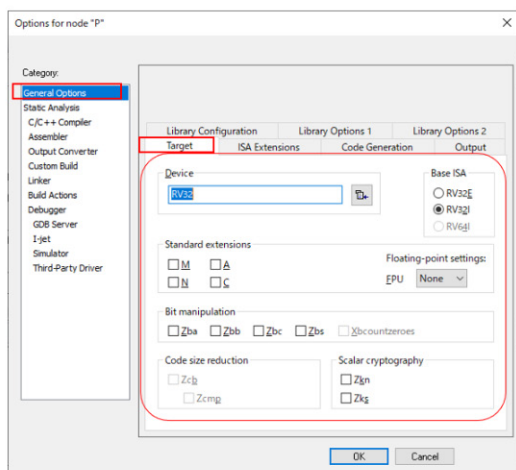 Options for node "P"
Category:
General Options
Static Analysis
C/C++ Compiler
Assembler
Output Converter
Custom Build
Linker
Build Actions
Debugger
GDB Server
I-jet
Simulator
Third-Party Driver
Library Configuration Library Options 1 Library Options 2
Target ISA Extensions Code Generation Output
Device
RV32
Base ISA
RV32E
RV32I
RV64I
Standard extensions
M A
N C
Floating-point settings:
FPU None
Bit manipulation
Zba Zbb Zbc Zbs Xbcountzeroes
Code size reduction
Zcb
Zcmp
Scalar cryptography
Zkn
Zks
OK Cancel